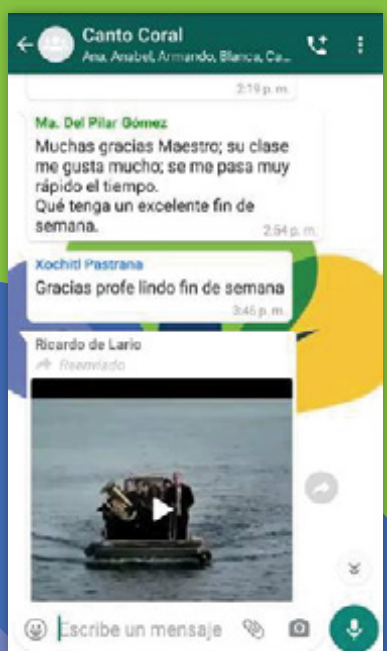 Canto Coral
Ana, Anabel, Armando, Blanca, Ca...
2:19 p. m.
Ma. Del Pilar Gómez
Muchas gracias Maestro; su clase
me gusta mucho; se me pasa muy
rápido el tiempo.
Qué tenga un excelente fin de
semana.
2:54 p. m.
Xochitl Pastrana
Gracias profe lindo fin de semana
3:45 p. m.
Ricardo de Lario
Reenviado
Escribe un mensaje